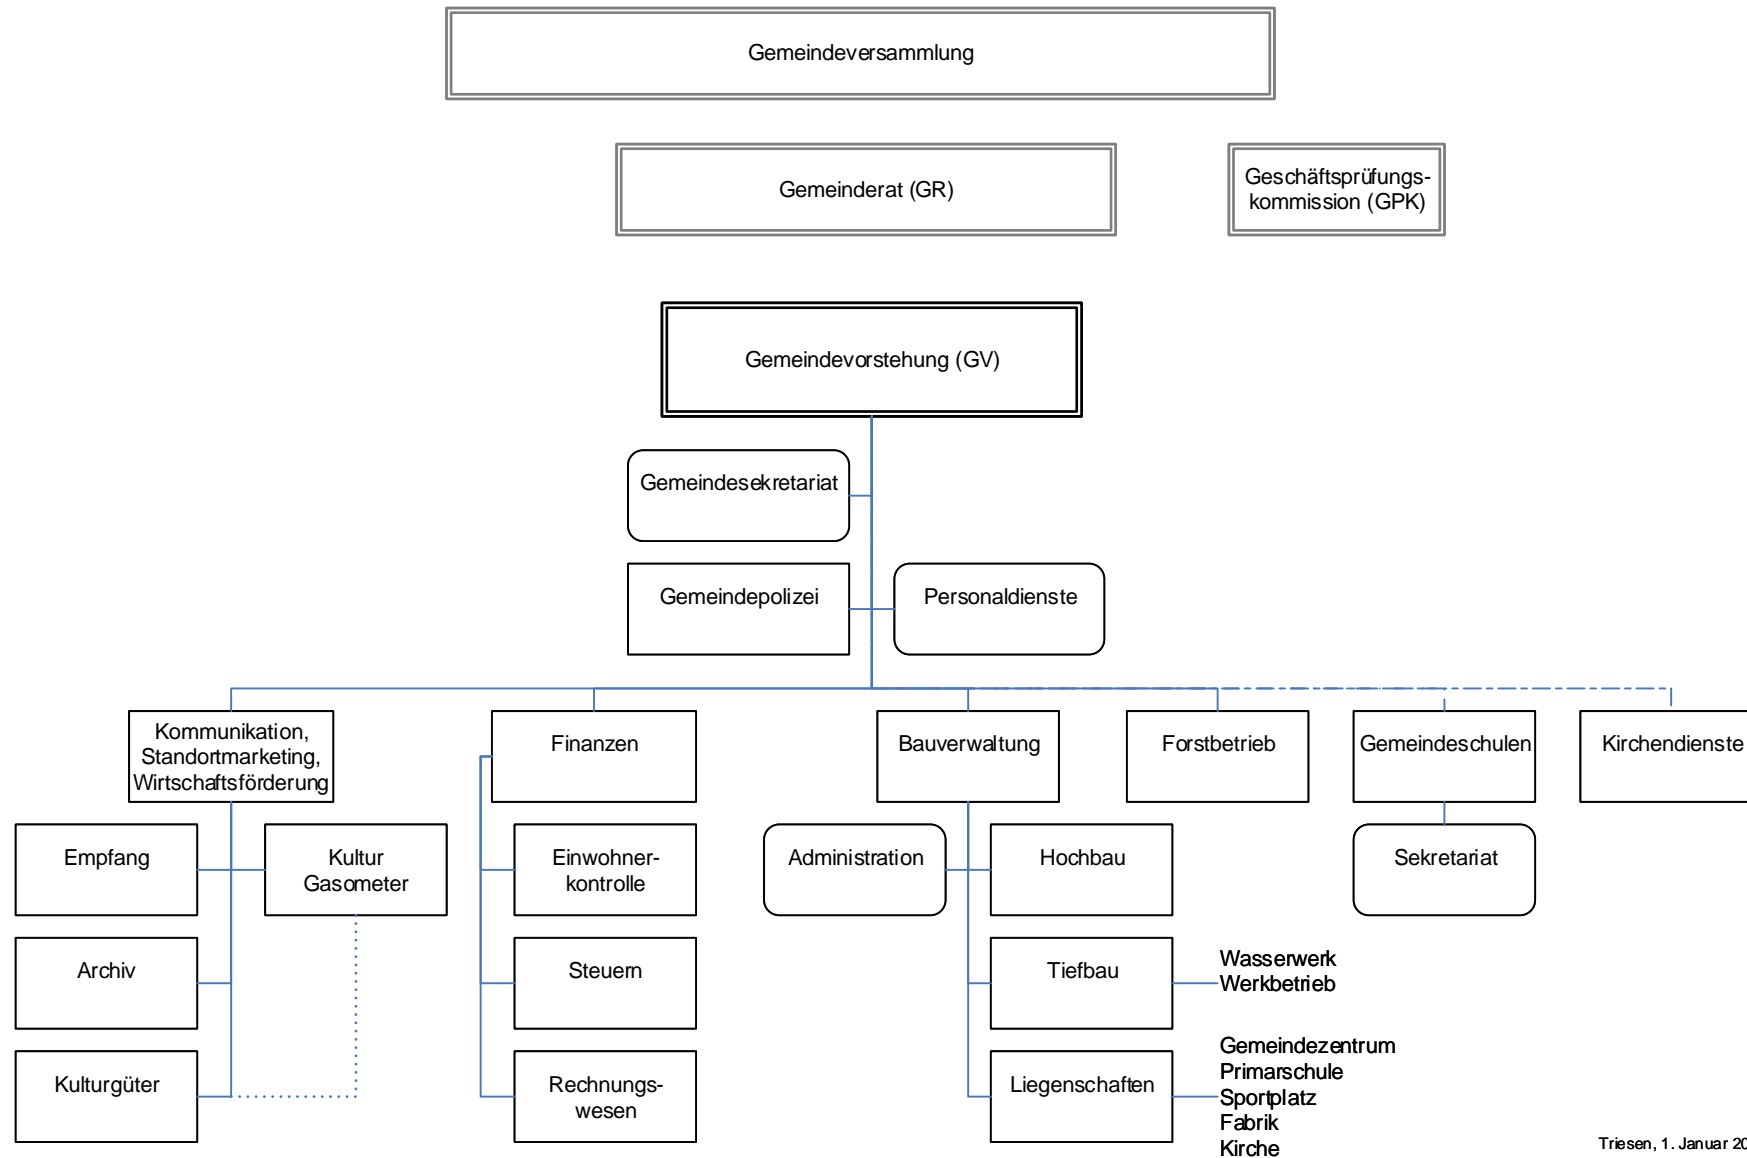 Gemeindeversammlung
Gemeinderat (GR)
Geschäftsprüfungs-
kommission (GPK)
Gemeindevorstehung (GV)
Gemeindesekretariat
Gemeindepolizei
Personaldienste
Kommunikation,
Standortmarketing,
Wirtschaftsförderung
Finanzen
Bauverwaltung
Forstbetrieb
Gemeindeschulen
Kirchendienste
Empfang
Kultur
Gasometer
Einwohner-
kontrolle
Administration
Hochbau
Sekretariat
Archiv
Steuern
Tiefbau
Wasserwerk
Werkbetrieb
Kulturgüter
Rechnungs-
wesen
Liegenschaften
Gemeindezentrum
Primarschule
Sportplatz
Fabrik
Kirche
Triesen, 1. Januar 20